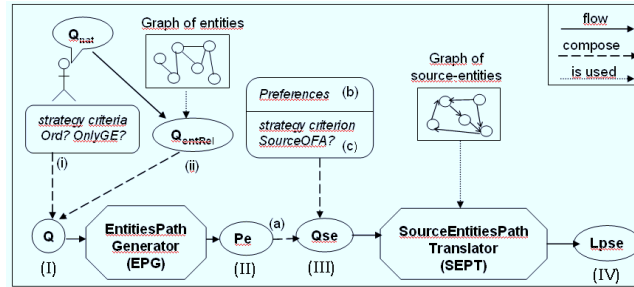 Graph of entities
Q_nat
strategy criteria
Ord? OnlyGE?
(i)
Q_entRel
(ii)
Preferences (b)
strategy criterion
SourceOFA?
(c)
Graph of
source-entities
flow
compose
is used
Q
(I)
EntitiesPath
Generator
(EPG)
Pe
(II)
(a)
Qse
(III)
SourceEntitiesPath
Translator
(SEPT)
Lpse
(IV)